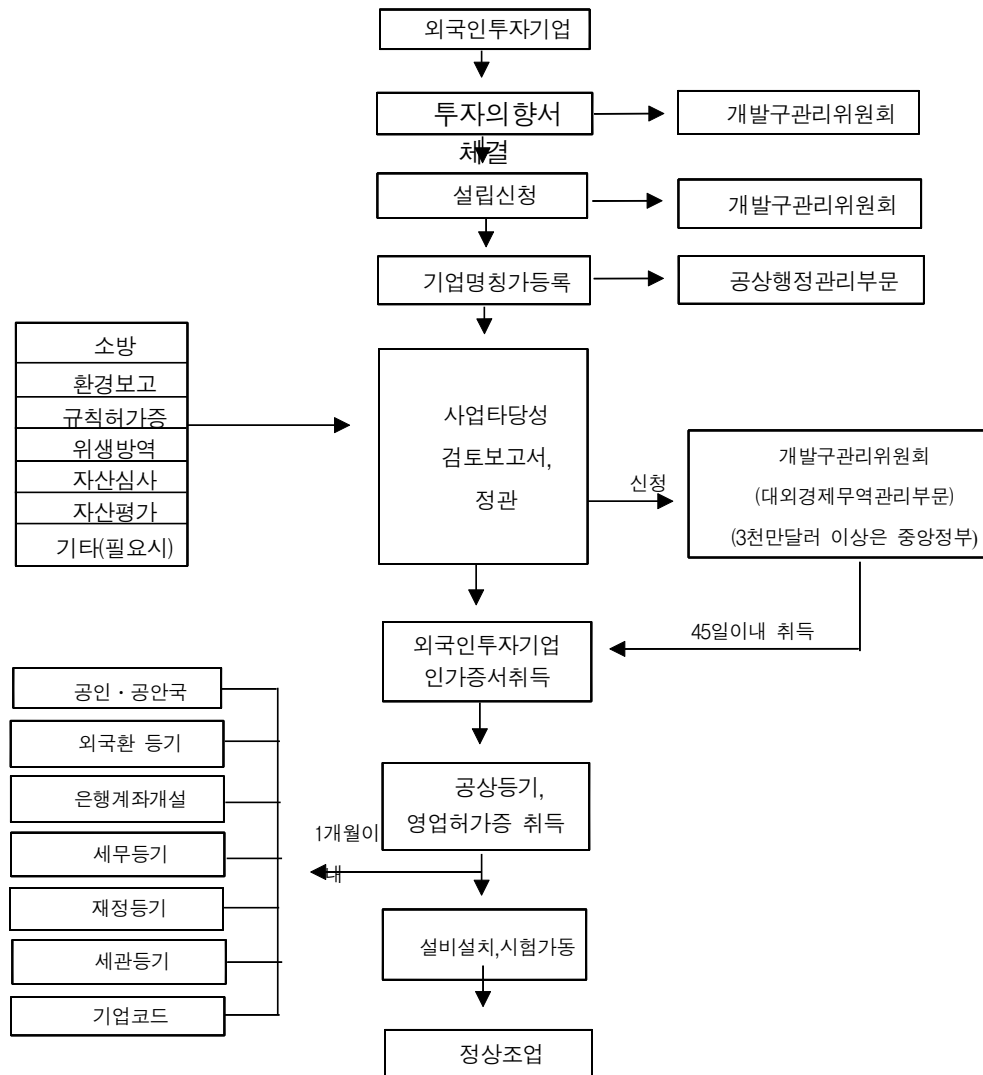 외국인투자기업
투자의향서
체결
개발구관리위원회
설립신청
개발구관리위원회
기업명칭가등록
공상행정관리부문
소방
환경보고
규칙허가증
위생방역
자산심사
자산평가
기타(필요시)
사업타당성
검토보고서,
정관
신청
개발구관리위원회
(대외경제무역관리부문)
(3천만달러 이상은 중앙정부)
45일이내 취득
외국인투자기업
인가증서취득
공인·공안국
외국환 등기
은행계좌개설
세무등기
재정등기
세관등기
기업코드
공상등기,
영업허가증 취득
1개월이
내
설비설치,시험가동
정상조업